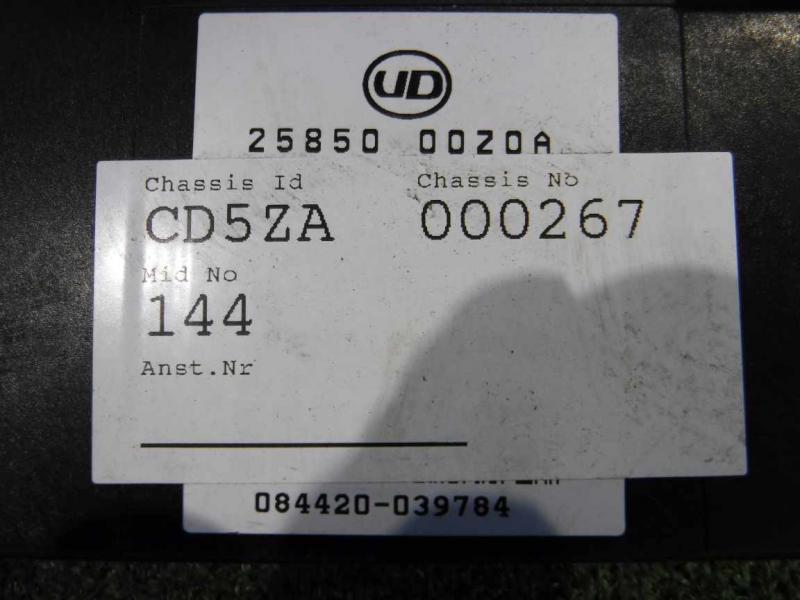 UD
25850 00Z0A
Chassis Id Chassis No
CD5ZA 000267
Mid No
144
Anst.Nr
084420-039784